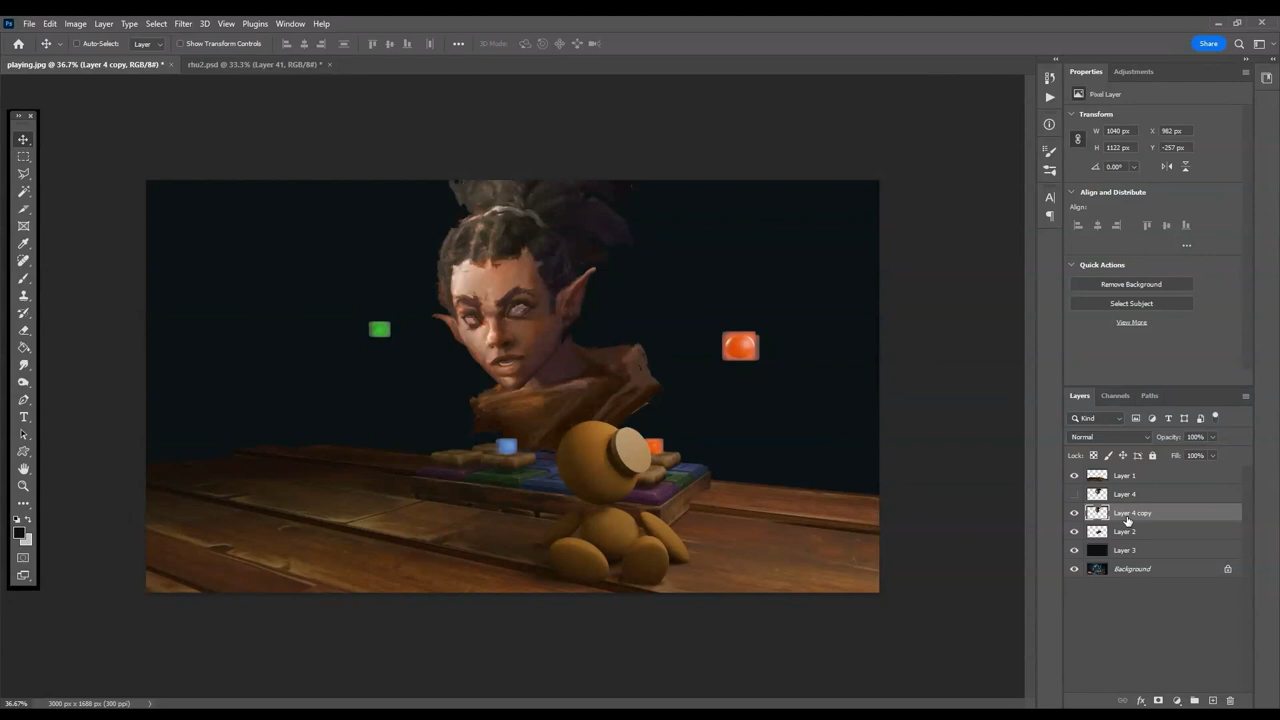 Ps File Edit Image Layer Type Select Filter 3D View Plugins Window Help
Auto-Select: Layer Show Transform Controls 3D Mode: Share
playing.jpg @ 36.7% (Layer 4 copy, RGB/8#) * × rhu2.psd @ 33.3% (Layer 41, RGB/8#) * ×
Properties Adjustments
Pixel Layer
Transform
W 1040 px X 982 px
H 1122 px Y -257 px
0.00°
Align and Distribute
Align:
Quick Actions
Remove Background
Select Subject
View More
Layers Channels Paths
Kind
Normal Opacity: 100%
Lock: Fill: 100%
Layer 1
Layer 4
Layer 4 copy
Layer 2
Layer 3
Background
36.67% 3000 px x 1688 px (300 ppi)